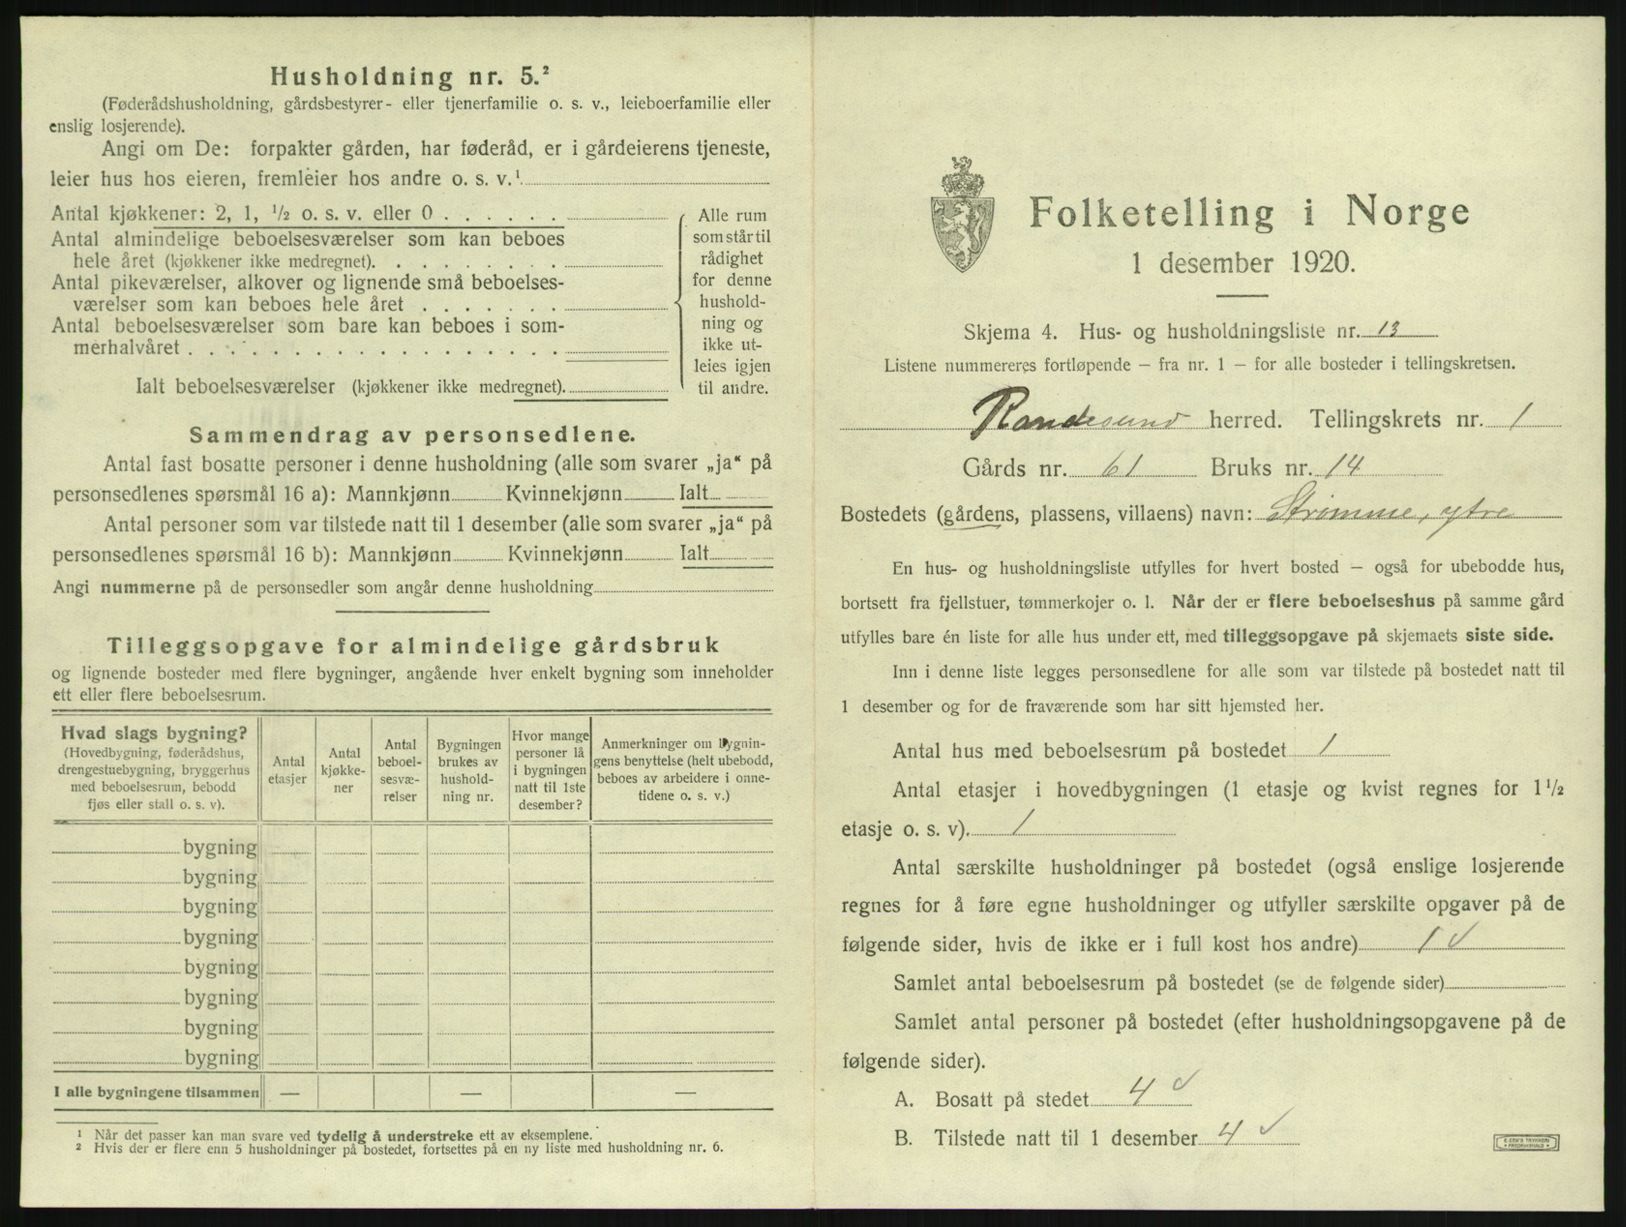 Husholdning nr. 5.²
(Føderådshusholdning, gårdsbestyrer- eller tjenerfamilie o. s. v., leieboerfamilie eller
enslig losjerende).
Angi om De: forpakter gården, har føderåd, er i gårdeierens tjeneste,
leier hus hos eieren, fremleier hos andre o. s. v.¹
Antal kjøkkener: 2, 1, ½ o. s. v. eller 0 . . . . . .
Antal almindelige beboelsesværelser som kan beboes
hele året (kjøkkener ikke medregnet). . . . . . . . .
Antal pikeværelser, alkover og lignende små beboelses-
værelser som kan beboes hele året . . . . . . .
Antal beboelsesværelser som bare kan beboes i som-
merhalvåret . . . . . . . . . . . . . . . . . .
Ialt beboelsesværelser (kjøkkener ikke medregnet).
Alle rum
som står til
rådighet
for denne
hushold-
ning og
ikke ut-
leies igjen
til andre.
Sammendrag av personsedlene.
Antal fast bosatte personer i denne husholdning (alle som svarer „ja“ på
personsedlenes spørsmål 16 a): Mannkjønn Kvinnekjønn Ialt
Antal personer som var tilstede natt til 1 desember (alle som svarer „ja“ på
personsedlenes spørsmål 16 b): Mannkjønn Kvinnekjønn Ialt
Angi nummerne på de personsedler som angår denne husholdning
Tilleggsopgave for almindelige gårdsbruk
og lignende bosteder med flere bygninger, angående hver enkelt bygning som inneholder
ett eller flere beboelsesrum.
Hvad slags bygning?
(Hovedbygning, føderådshus,
drengestuebygning, bryggerhus
med beboelsesrum, bebodd
fjøs eller stall o. s. v).
Antal
etasjer
Antal
kjøkke-
ner
Antal
beboel-
sesvæ-
relser
Bygningen
brukes av
hushold-
ning nr.
Hvor mange
personer lå
i bygningen
natt til 1ste
desember?
Anmerkninger om bygnin-
gens benyttelse (helt ubebodd,
beboes av arbeidere i onne-
tidene o. s. v.)
bygning
bygning
bygning
bygning
bygning
bygning
bygning
bygning
I alle bygningene tilsammen — — —
¹ Når det passer kan man svare ved tydelig å understreke ett av eksemplene.
² Hvis der er flere enn 5 husholdninger på bostedet, fortsettes på en ny liste med husholdning nr. 6.
Folketelling i Norge
1 desember 1920.
Skjema 4. Hus- og husholdningsliste nr. 13
Listene nummereres fortløpende — fra nr. 1 — for alle bosteder i tellingskretsen.
Randesund herred. Tellingskrets nr. 1
Gårds nr. 61 Bruks nr. 14
Bostedets (gårdens, plassens, villaens) navn: Strømme, ytre
En hus- og husholdningsliste utfylles for hvert bosted — også for ubebodde hus,
bortsett fra fjellstuer, tømmerkojer o. l. Når der er flere beboelseshus på samme gård
utfylles bare én liste for alle hus under ett, med tilleggsopgave på skjemaets siste side.
Inn i denne liste legges personsedlene for alle som var tilstede på bostedet natt til
1 desember og for de fraværende som har sitt hjemsted her.
Antal hus med beboelsesrum på bostedet 1
Antal etasjer i hovedbygningen (1 etasje og kvist regnes for 1½
etasje o. s. v). 1
Antal særskilte husholdninger på bostedet (også enslige losjerende
regnes for å føre egne husholdninger og utfyller særskilte opgaver på de
følgende sider, hvis de ikke er i full kost hos andre) 1 ✓
Samlet antal beboelsesrum på bostedet (se de følgende sider)
Samlet antal personer på bostedet (efter husholdningsopgavene på de
følgende sider).
A. Bosatt på stedet 4 ✓
B. Tilstede natt til 1 desember 4 ✓